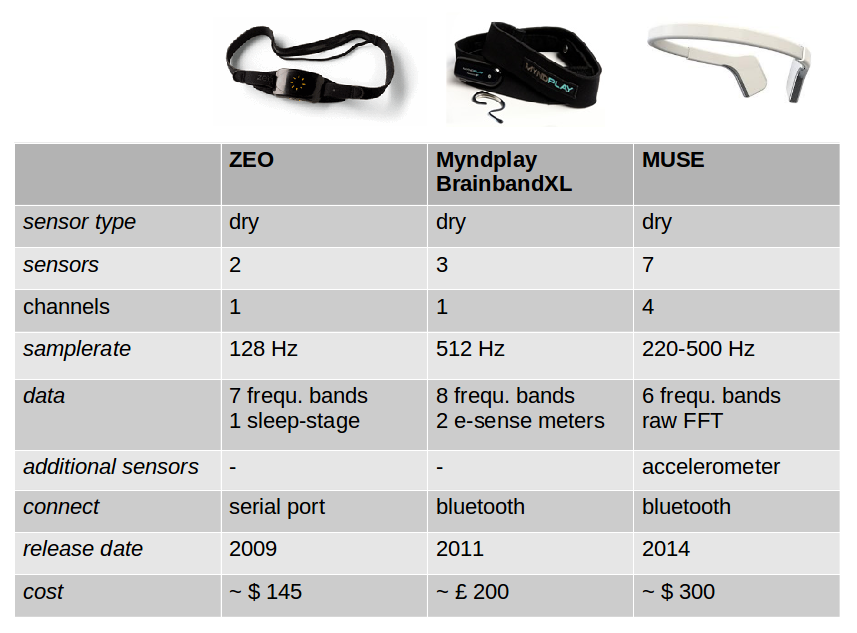 MYNDPLAY
ZEO
Myndplay
BrainbandXL
MUSE
sensor type
dry
dry
dry
sensors
2
3
7
channels
1
1
4
samplerate
128 Hz
512 Hz
220-500 Hz
data
7 frequ. bands
1 sleep-stage
8 frequ. bands
2 e-sense meters
6 frequ. bands
raw FFT
additional sensors
-
-
accelerometer
connect
serial port
bluetooth
bluetooth
release date
2009
2011
2014
cost
~ $ 145
~ £ 200
~ $ 300